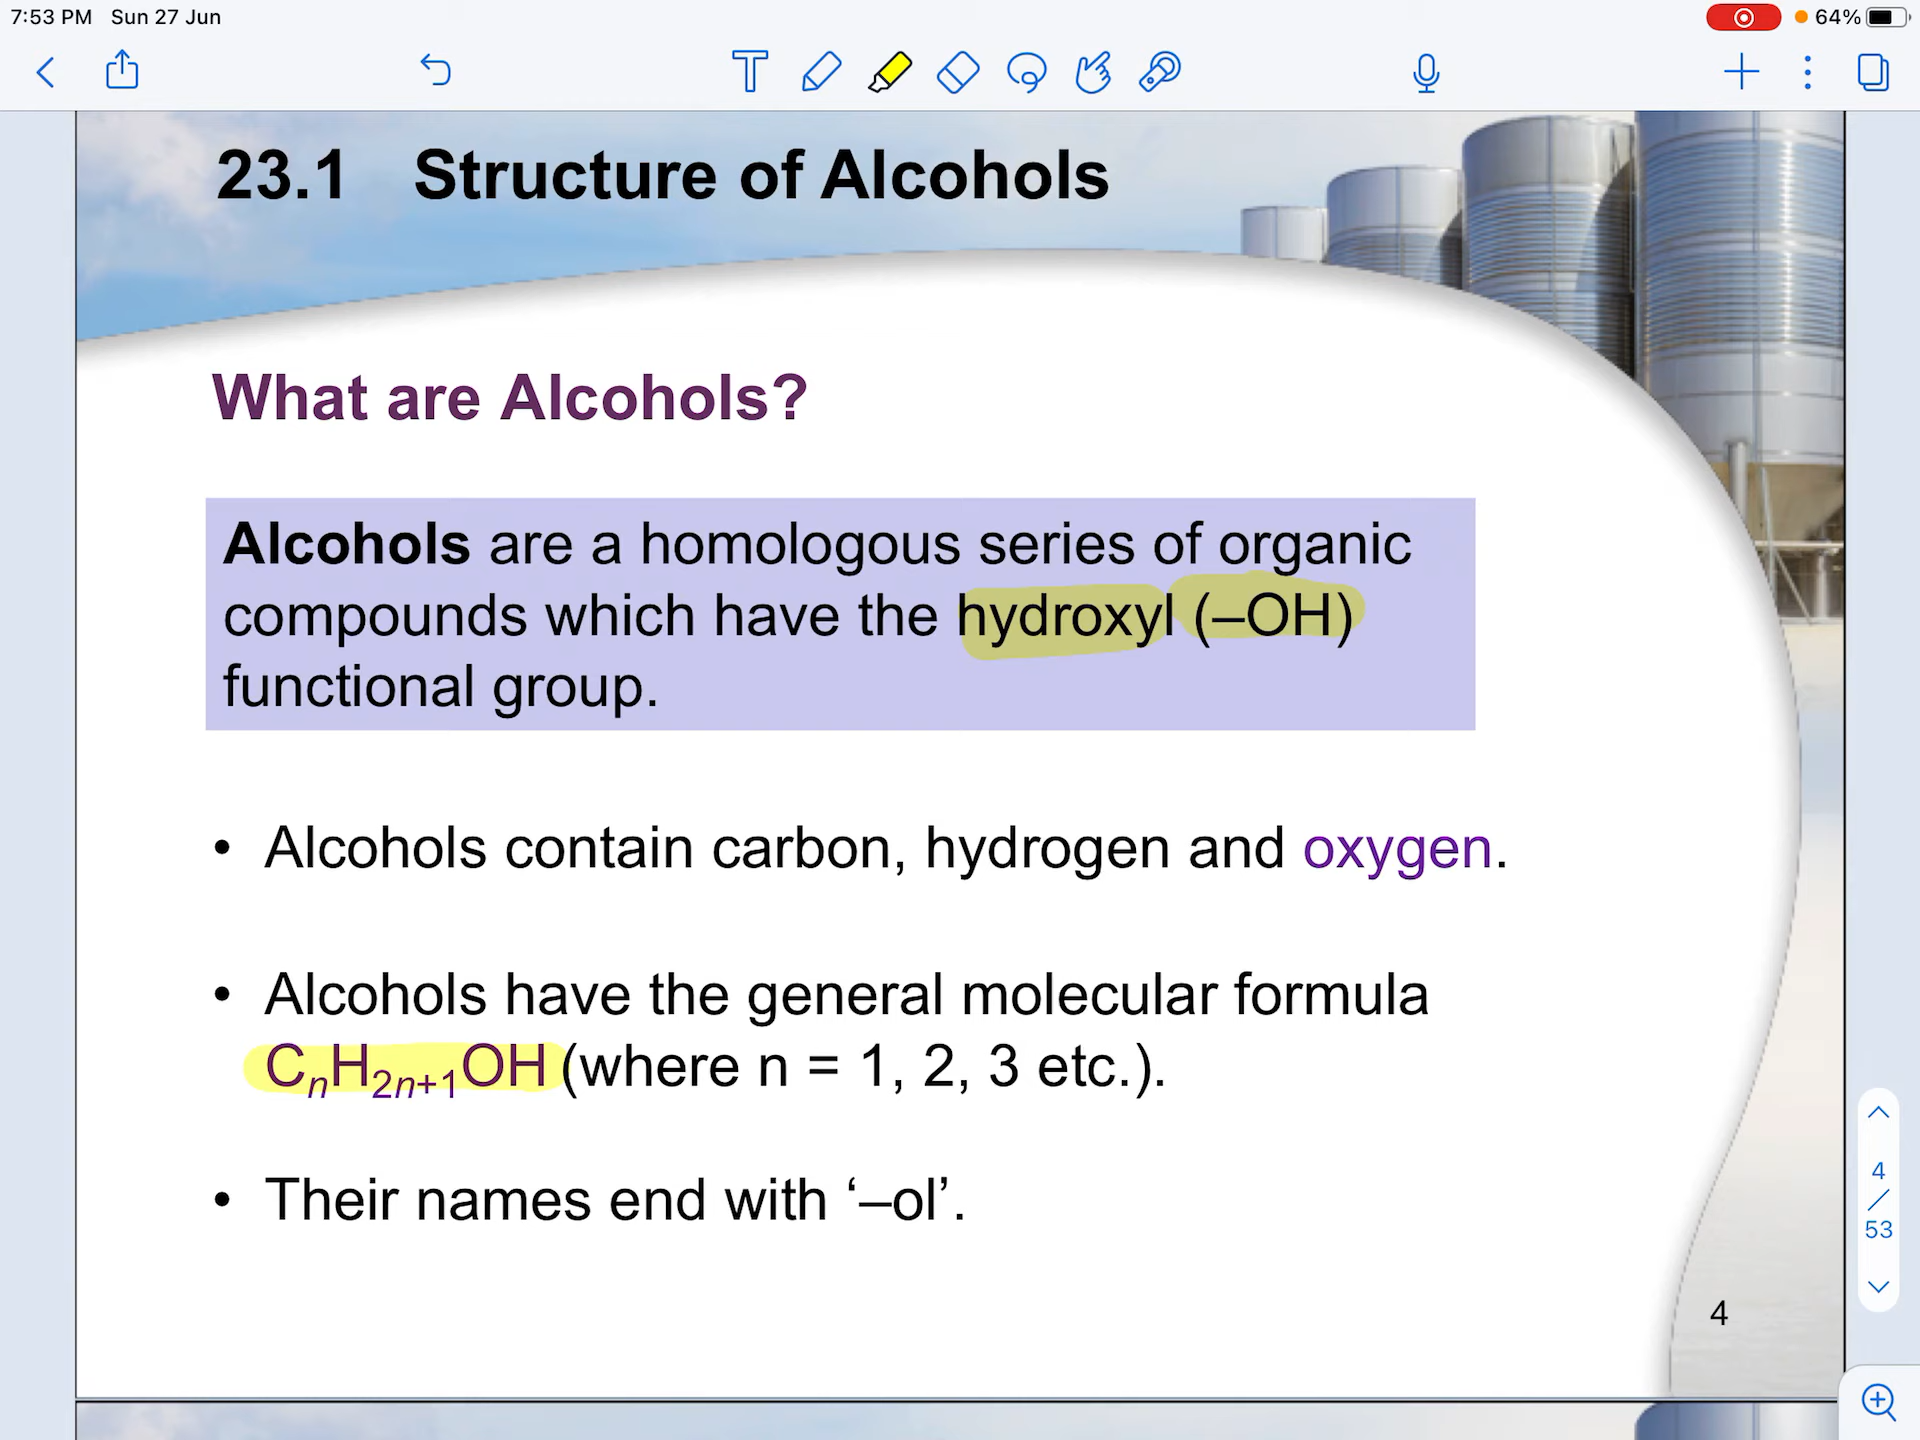 7:53 PM Sun 27 Jun
64%
23.1 Structure of Alcohols
What are Alcohols?
Alcohols are a homologous series of organic
compounds which have the hydroxyl (–OH)
functional group.
• Alcohols contain carbon, hydrogen and oxygen.
• Alcohols have the general molecular formula
CₙH₂ₙ₊₁OH (where n = 1, 2, 3 etc.).
• Their names end with ‘–ol’.
4
/
53
4